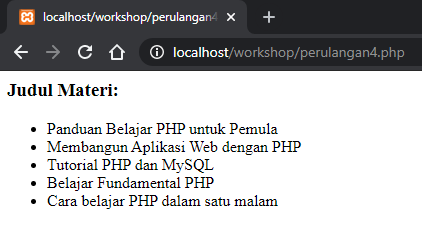 localhost/workshop/perulangan4
localhost/workshop/perulangan4.php
Judul Materi:
Panduan Belajar PHP untuk Pemula
Membangun Aplikasi Web dengan PHP
Tutorial PHP dan MySQL
Belajar Fundamental PHP
Cara belajar PHP dalam satu malam